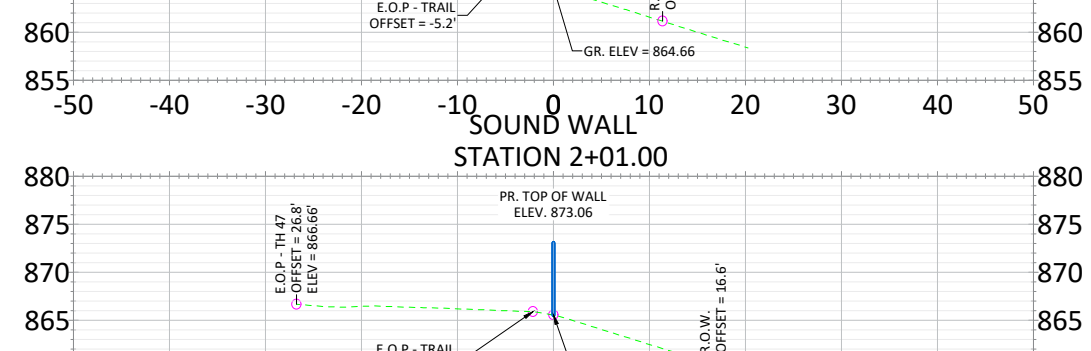 E.O.P - TRAIL
OFFSET = -5.2'
R.
O
860
860
GR. ELEV = 864.66
855
855
-50 -40 -30 -20 -10 0 10 20 30 40 50
0
SOUND WALL
STATION 2+01.00
880
880
PR. TOP OF WALL
ELEV. 873.06
875
875
E.O.P - TH 47
OFFSET = 26.8'
ELEV = 866.66'
870
870
R.O.W.
OFFSET = 16.6'
865
865
E.O.P - TRAIL